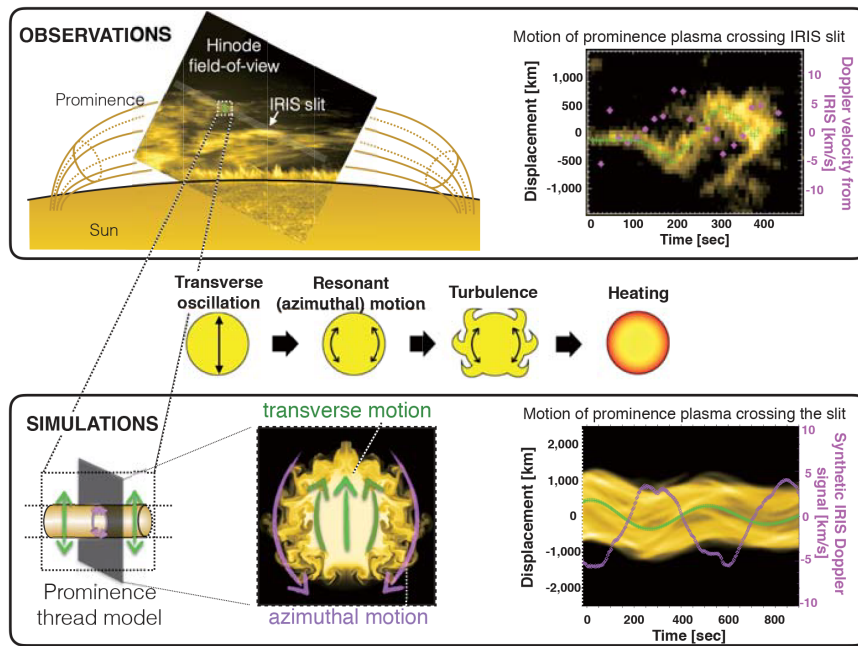 OBSERVATIONS
Hinode
field-of-view
Prominence
IRIS slit
Sun
Motion of prominence plasma crossing IRIS slit
Displacement [km]
1,000
500
0
-500
-1,000
10
5
0
-5
-10
Doppler velocity from
IRIS [km/s]
0 100 200 300 400
Time [sec]
Transverse
oscillation
Resonant
(azimuthal) motion
Turbulence
Heating
SIMULATIONS
Prominence
thread model
transverse motion
azimuthal motion
Motion of prominence plasma crossing the slit
Displacement [km]
2,000
1,000
0
-1,000
-2,000
10
5
0
-5
-10
Synthetic IRIS Doppler
signal [km/s]
0 200 400 600 800
Time [sec]